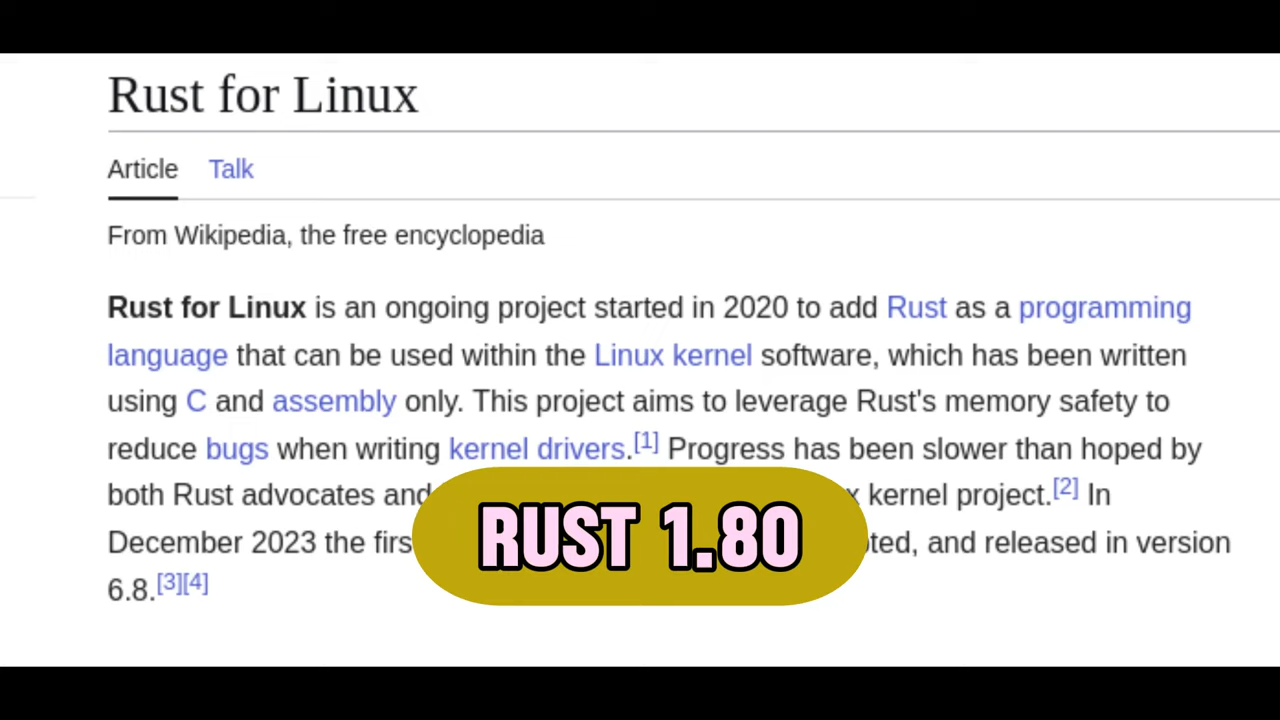 Rust for Linux
Article Talk
From Wikipedia, the free encyclopedia
Rust for Linux is an ongoing project started in 2020 to add Rust as a programming
language that can be used within the Linux kernel software, which has been written
using C and assembly only. This project aims to leverage Rust's memory safety to
reduce bugs when writing kernel drivers.[1] Progress has been slower than hoped by
both Rust advocates and kernel project.[2] In
December 2023 the and released in version
6.8.[3][4]
RUST 1.80